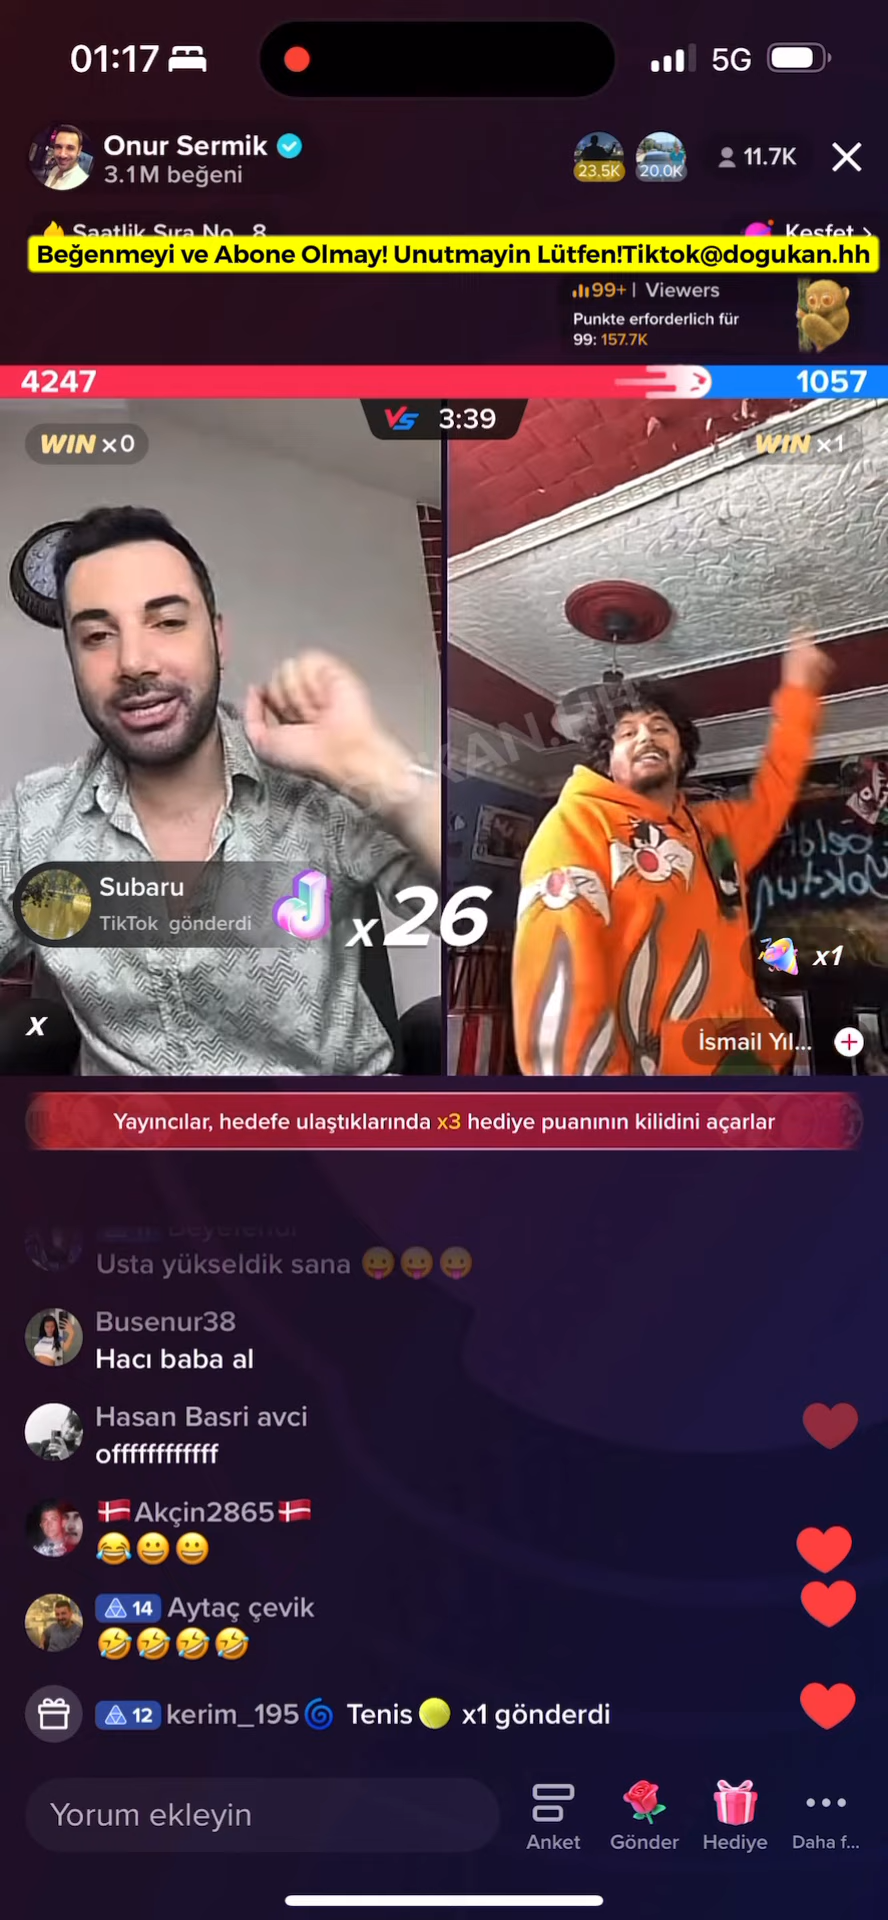 01:17
5G
Onur Sermik
3.1M beğeni
23.5K
20.0K
11.7K
Saatlik Sıra No. 8
Keşfet >
Beğenmeyi ve Abone Olmay! Unutmayin Lütfen!Tiktok@dogukan.hh
99+ | Viewers
Punkte erforderlich für
99: 157.7K
4247
1057
VS 3:39
WIN x0
WIN x1
Subaru
TikTok gönderdi
x26
x1
x
İsmail Yıl...
Yayıncılar, hedefe ulaştıklarında x3 hediye puanının kilidini açarlar
Beyefendi
Usta yükseldik sana 😛😛😛
Busenur38
Hacı baba al
Hasan Basri avci
offffffffffff
🇩🇰Akçin2865🇩🇰
😂😀😀
14 Aytaç çevik
🤣🤣🤣🤣
12 kerim_195🌀 Tenis x1 gönderdi
Yorum ekleyin
Anket
Gönder
Hediye
Daha f...